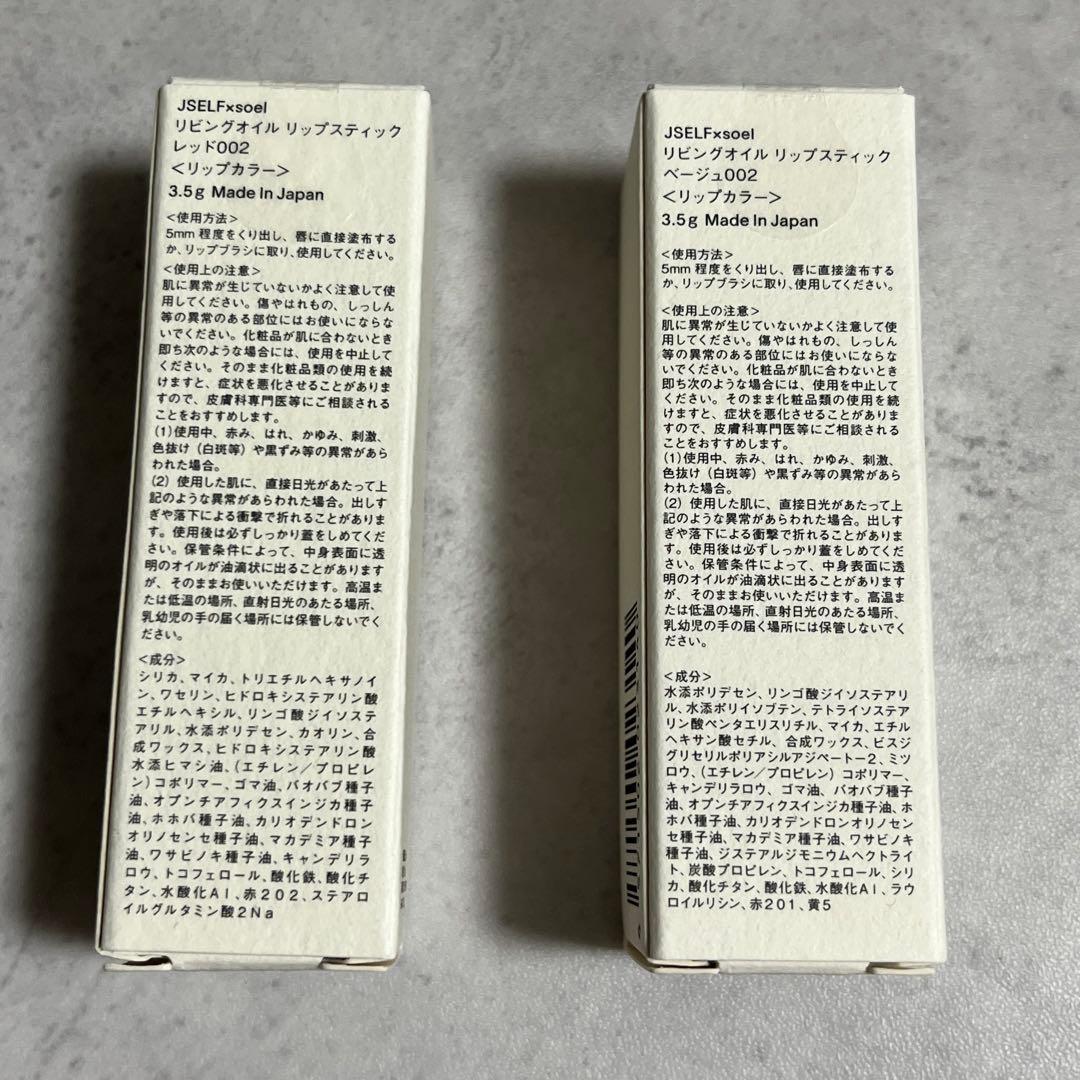 JSELF×soel
リビングオイル リップスティック
レッド002
＜リップカラー＞
3.5g Made In Japan
＜使用方法＞
5mm 程度をくり出し、唇に直接塗布する
か、リップブラシに取り、使用してください。
＜使用上の注意＞
肌に異常が生じていないかよく注意して使
用してください。傷やはれもの、しっしん
等の異常のある部位にはお使いにならな
いでください。化粧品が肌に合わないとき
即ち次のような場合には、使用を中止して
ください。そのまま化粧品類の使用を続
けますと、症状を悪化させることがありま
すので、皮膚科専門医等にご相談される
ことをおすすめします。
(1)使用中、赤み、はれ、かゆみ、刺激、
色抜け（白斑等）や黒ずみ等の異常があら
われた場合。
(2) 使用した肌に、直接日光があたって上
記のような異常があらわれた場合。出しす
ぎや落下による衝撃で折れることがありま
す。使用後は必ずしっかり蓋をしめてくだ
さい。保管条件によって、中身表面に透
明のオイルが油滴状に出ることがあります
が、そのままお使いいただけます。高温ま
たは低温の場所、直射日光のあたる場所、
乳幼児の手の届く場所には保管しないでく
ださい。
＜成分＞
シリカ、マイカ、トリエチルヘキサノイ
ン、ワセリン、ヒドロキシステアリン酸
エチルヘキシル、リンゴ酸ジイソステ
アリル、水添ポリデセン、カオリン、合
成ワックス、ヒドロキシステアリン酸
水添ヒマシ油、（エチレン／プロピレ
ン）コポリマー、ゴマ油、バオバブ種子
油、オプンチアフィクスインジカ種子
油、ホホバ種子油、カリオデンドロン
オリノセンセ種子油、マカデミア種子
油、ワサビノキ種子油、キャンデリラ
ロウ、トコフェロール、酸化鉄、酸化チ
タン、水酸化Al、赤202、ステアロ
イルグルタミン酸2Na
JSELF×soel
リビングオイル リップスティック
ベージュ002
＜リップカラー＞
3.5g Made In Japan
＜使用方法＞
5mm 程度をくり出し、唇に直接塗布する
か、リップブラシに取り、使用してください。
＜使用上の注意＞
肌に異常が生じていないかよく注意して使
用してください。傷やはれもの、しっしん
等の異常のある部位にはお使いにならな
いでください。化粧品が肌に合わないとき
即ち次のような場合には、使用を中止して
ください。そのまま化粧品類の使用を続
けますと、症状を悪化させることがありま
すので、皮膚科専門医等にご相談される
ことをおすすめします。
(1)使用中、赤み、はれ、かゆみ、刺激、
色抜け（白斑等）や黒ずみ等の異常があら
われた場合。
(2) 使用した肌に、直接日光があたって上
記のような異常があらわれた場合。出しす
ぎや落下による衝撃で折れることがありま
す。使用後は必ずしっかり蓋をしめてくだ
さい。保管条件によって、中身表面に透
明のオイルが油滴状に出ることがあります
が、そのままお使いいただけます。高温ま
たは低温の場所、直射日光のあたる場所、
乳幼児の手の届く場所には保管しないでくだ
さい。
＜成分＞
水添ポリデセン、リンゴ酸ジイソステアリ
ル、水添ポリイソブテン、テトライソステア
リン酸ペンタエリスリチル、マイカ、エチル
ヘキサン酸セチル、合成ワックス、ビスジ
グリセリルポリアシルアジペート-2、ミツ
ロウ、（エチレン／プロピレン）コポリマー、
キャンデリラロウ、ゴマ油、バオバブ種子
油、オプンチアフィクスインジカ種子油、ホ
ホバ種子油、カリオデンドロンオリノセン
セ種子油、マカデミア種子油、ワサビノキ
種子油、ジステアルジモニウムヘクトライ
ト、炭酸プロピレン、トコフェロール、シリ
カ、酸化チタン、酸化鉄、水酸化Al、ラウ
ロイルリシン、赤201、黄5